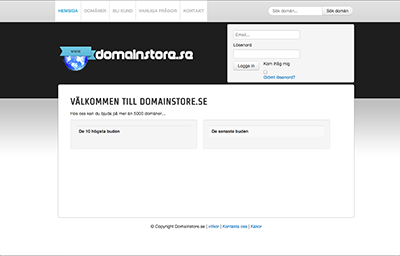 HEMSIDA DOMÄNER BLI KUND VANLIGA FRÅGOR KONTAKT
Sök domän... Sök domän
www
domainstore.se
Email...
Lösenord
Logga in Kom ihåg mig
Glömt lösenord?
VÄLKOMMEN TILL DOMAINSTORE.SE
Hos oss kan du bjuda på mer än 5000 domäner...
De 10 högsta buden
De senaste buden
© Copyright Domainstore.se | villkor | Kontakta oss | Kakor